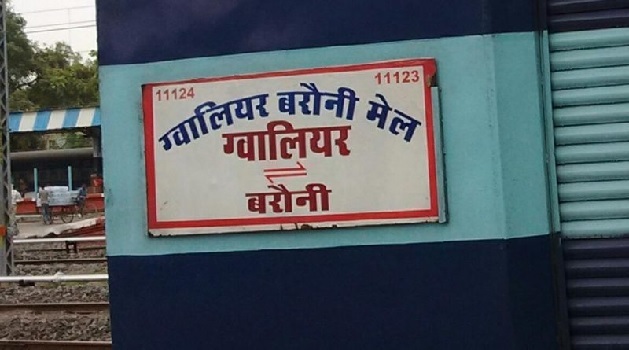 11124 11123
ग्वालियर बरौनी मेल
ग्वालियर
⇌
बरौनी